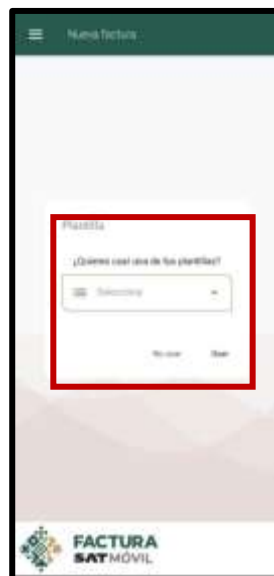 Nueva factura
Plantilla
¿Quieres usar una de tus plantillas?
Selecciona
No usar Usar
FACTURA
SAT MÓVIL